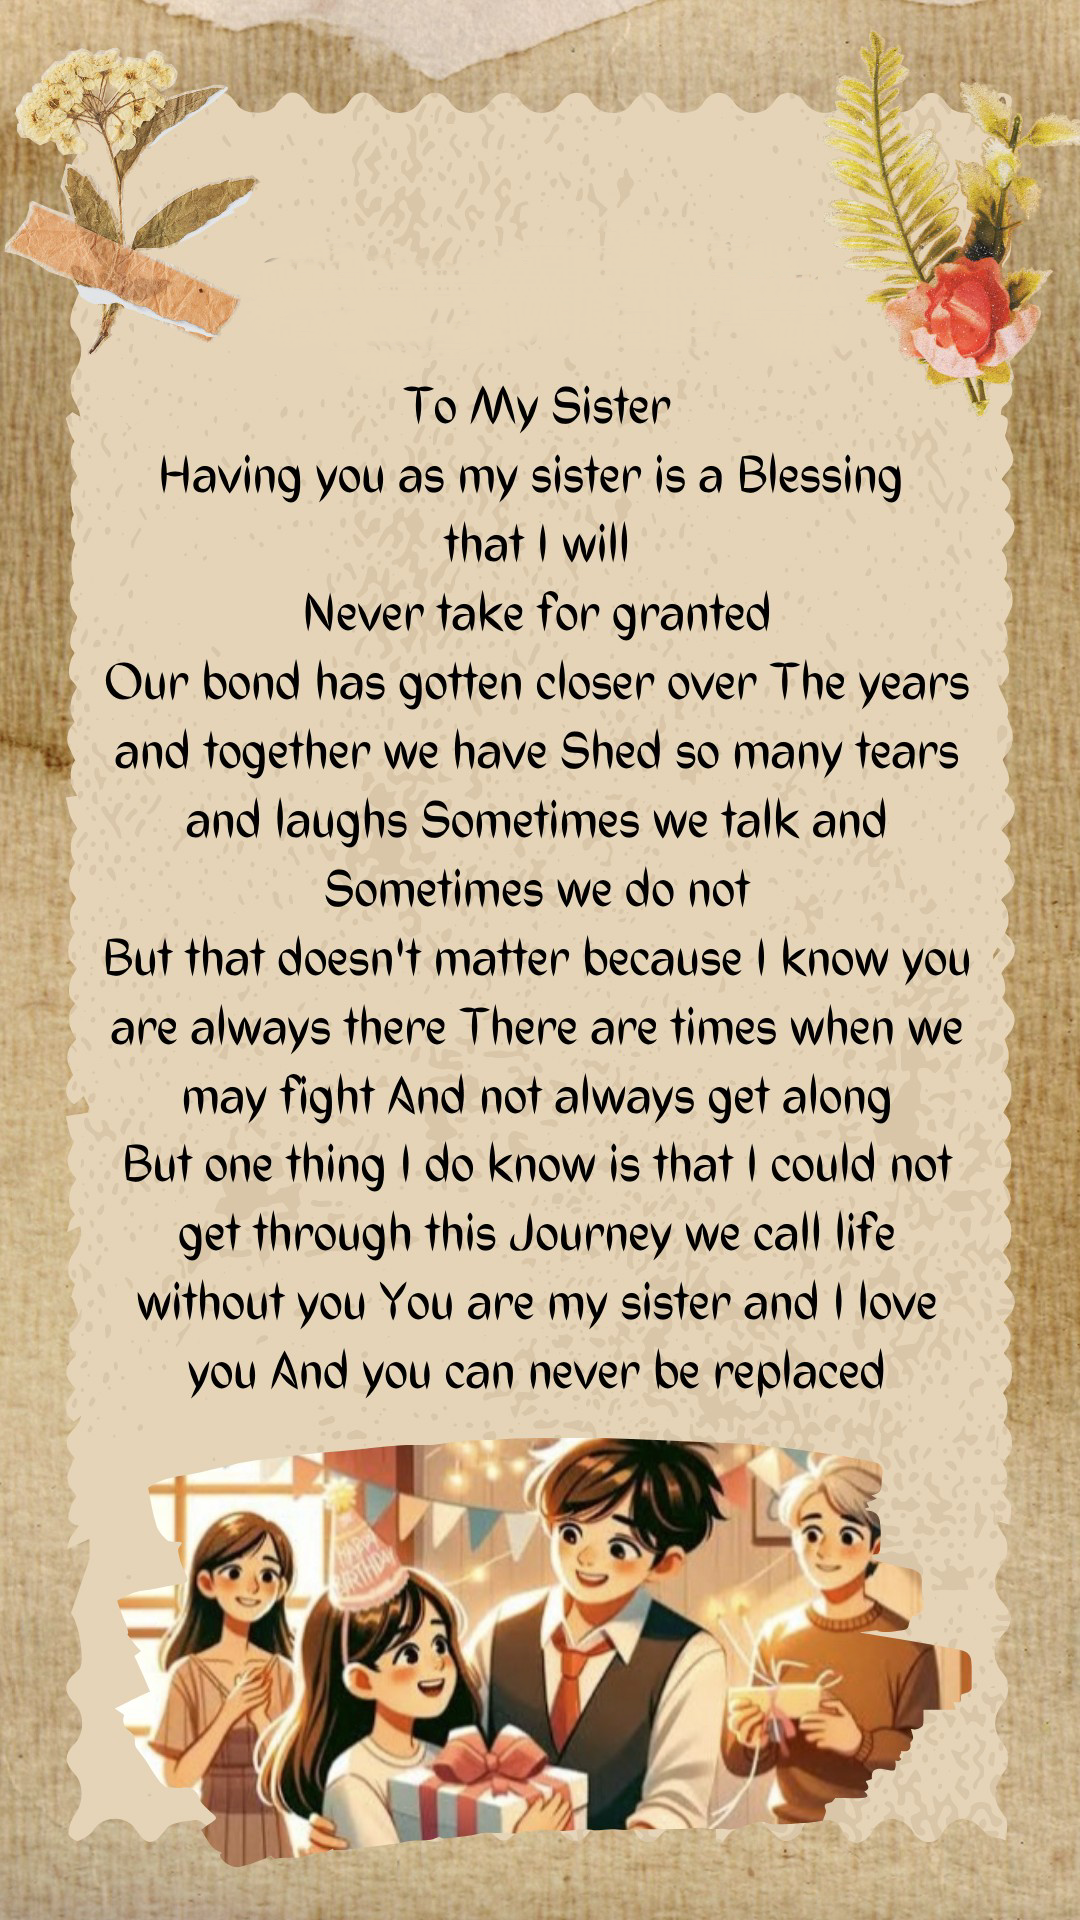 To My Sister
Having you as my sister is a Blessing
that I will
Never take for granted
Our bond has gotten closer over The years
and together we have Shed so many tears
and laughs Sometimes we talk and
Sometimes we do not
But that doesn't matter because I know you
are always there There are times when we
may fight And not always get along
But one thing I do know is that I could not
get through this Journey we call life
without you You are my sister and I love
you And you can never be replaced
HAPPY
BIRTHDAY